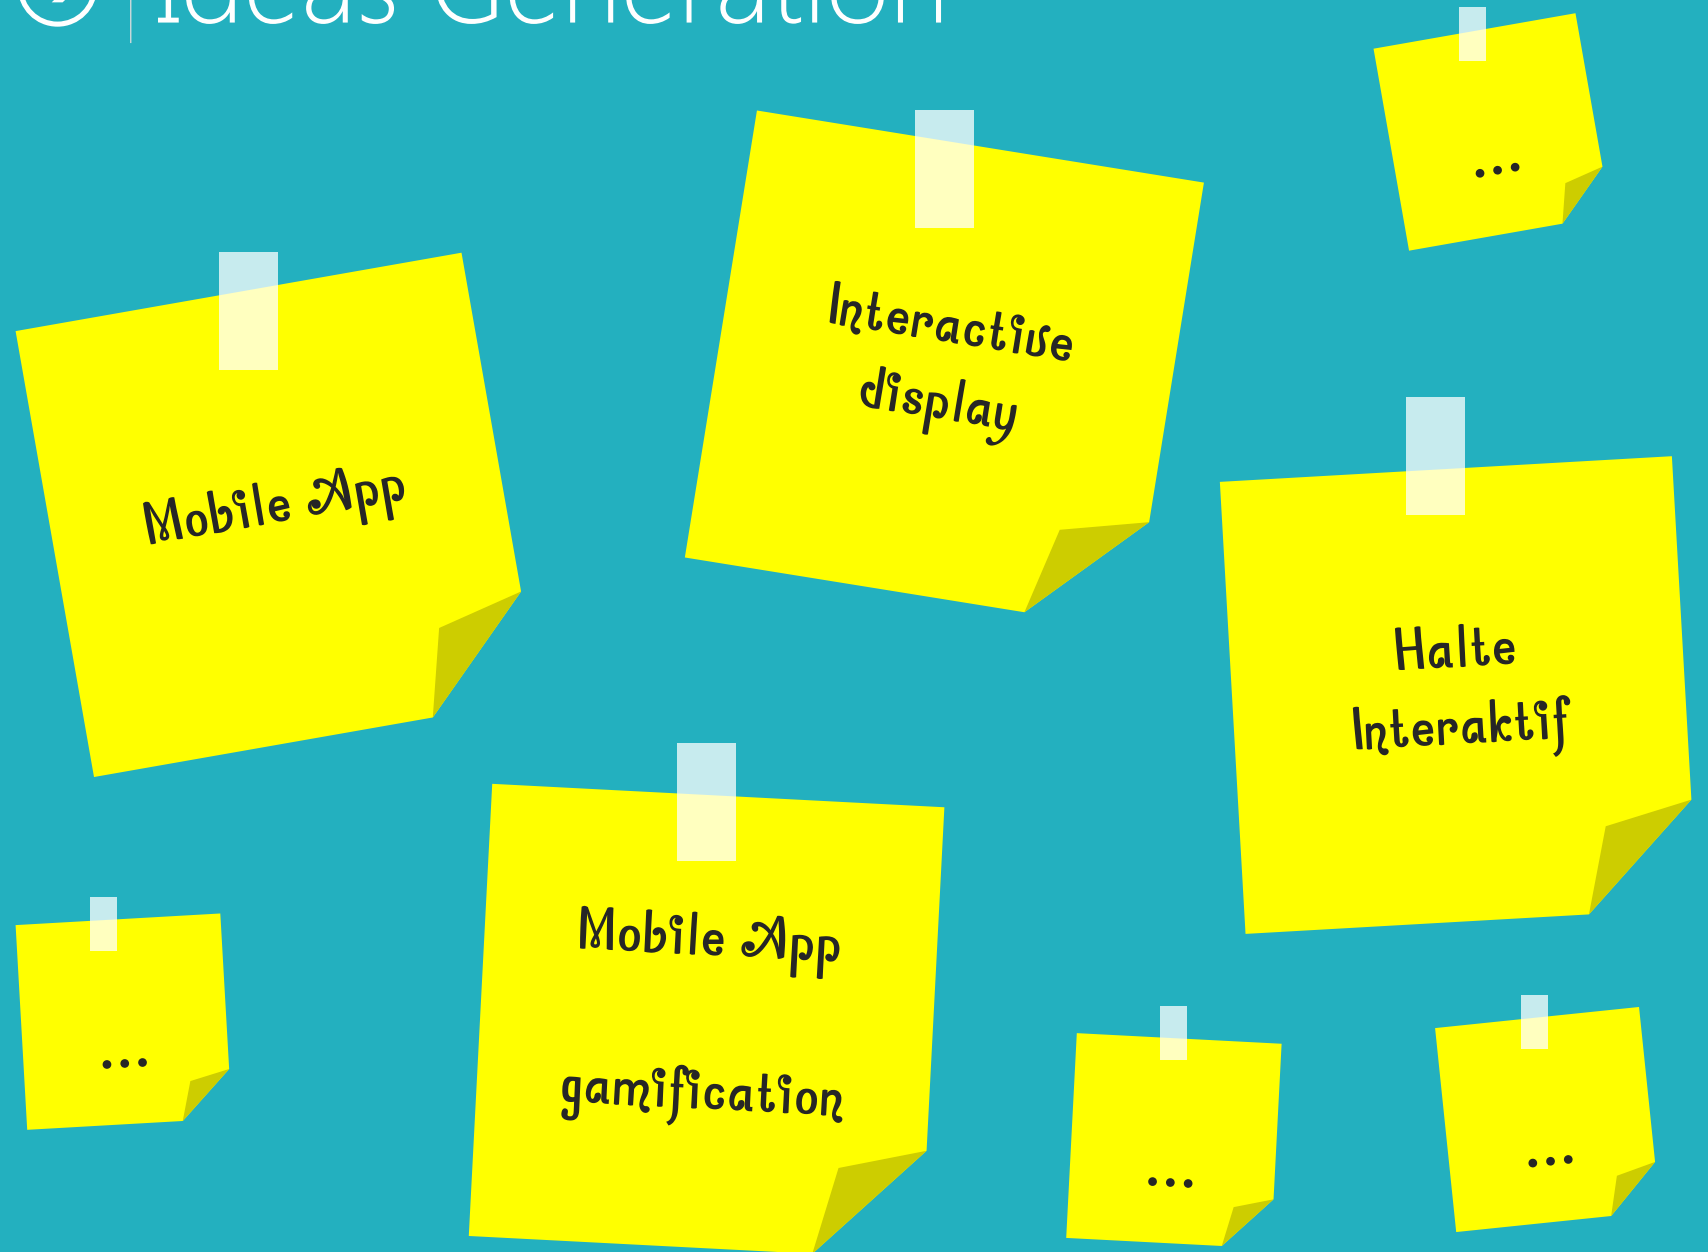 Ideas Generation
...
Interactive
display
Mobile App
Halte
Interaktif
Mobile App
gamification
...
...
...